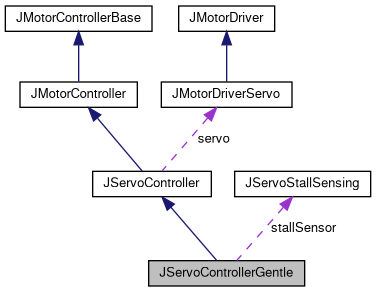 JMotorControllerBase
JMotorDriver
JMotorController
JMotorDriverServo
servo
JServoController
JServoStallSensing
stallSensor
JServoControllerGentle